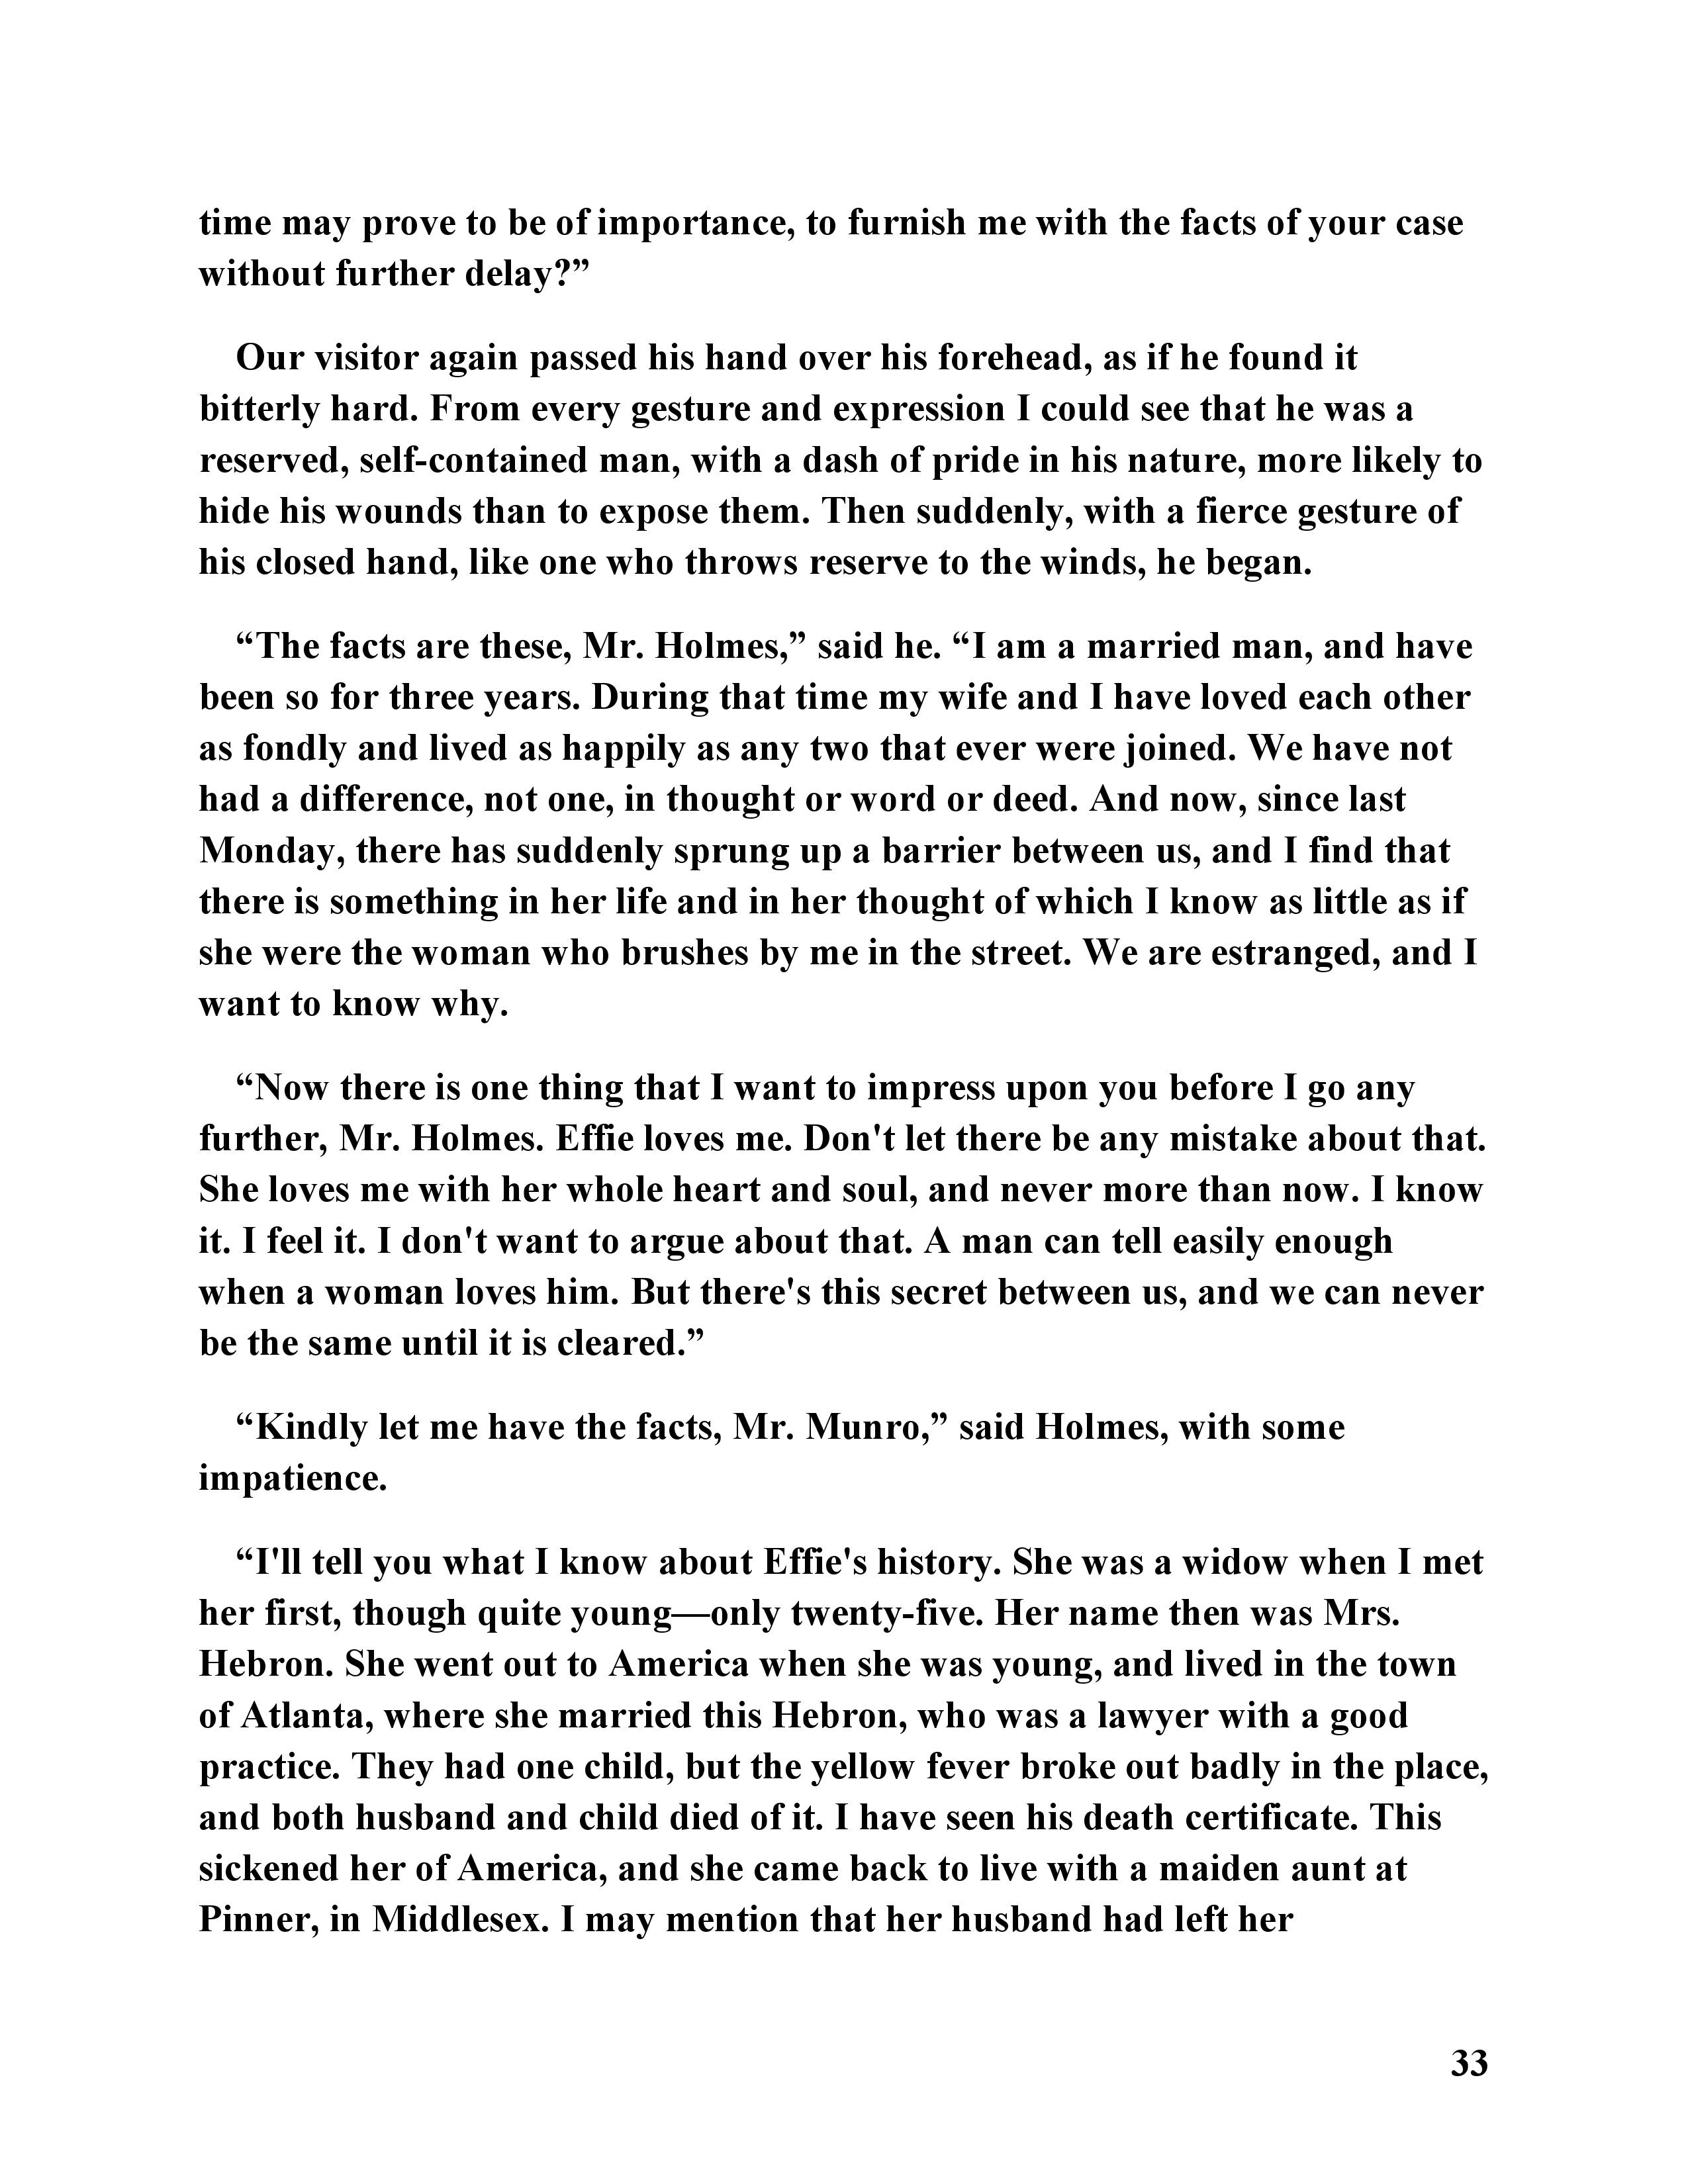 time may prove to be of importance, to furnish me with the facts of your case
without further delay?”
Our visitor again passed his hand over his forehead, as if he found it
bitterly hard. From every gesture and expression I could see that he was a
reserved, self-contained man, with a dash of pride in his nature, more likely to
hide his wounds than to expose them. Then suddenly, with a fierce gesture of
his closed hand, like one who throws reserve to the winds, he began.
“The facts are these, Mr. Holmes,” said he. “I am a married man, and have
been so for three years. During that time my wife and I have loved each other
as fondly and lived as happily as any two that ever were joined. We have not
had a difference, not one, in thought or word or deed. And now, since last
Monday, there has suddenly sprung up a barrier between us, and I find that
there is something in her life and in her thought of which I know as little as if
she were the woman who brushes by me in the street. We are estranged, and I
want to know why.
“Now there is one thing that I want to impress upon you before I go any
further, Mr. Holmes. Effie loves me. Don't let there be any mistake about that.
She loves me with her whole heart and soul, and never more than now. I know
it. I feel it. I don't want to argue about that. A man can tell easily enough
when a woman loves him. But there's this secret between us, and we can never
be the same until it is cleared.”
“Kindly let me have the facts, Mr. Munro,” said Holmes, with some
impatience.
“I'll tell you what I know about Effie's history. She was a widow when I met
her first, though quite young—only twenty-five. Her name then was Mrs.
Hebron. She went out to America when she was young, and lived in the town
of Atlanta, where she married this Hebron, who was a lawyer with a good
practice. They had one child, but the yellow fever broke out badly in the place,
and both husband and child died of it. I have seen his death certificate. This
sickened her of America, and she came back to live with a maiden aunt at
Pinner, in Middlesex. I may mention that her husband had left her
33